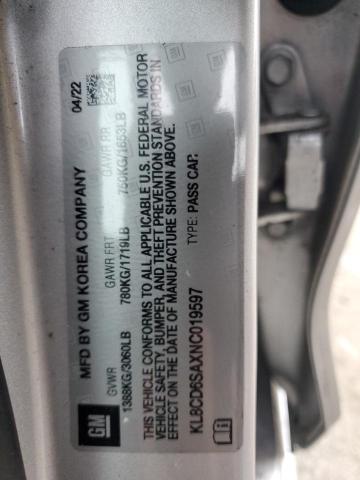 MFD BY GM KOREA COMPANY 04/22
GVWR GAWR FRT GAWR RR
1388KG/3060LB 780KG/1719LB 750KG/1653LB
THIS VEHICLE CONFORMS TO ALL APPLICABLE U.S. FEDERAL MOTOR
VEHICLE SAFETY, BUMPER, AND THEFT PREVENTION STANDARDS IN
EFFECT ON THE DATE OF MANUFACTURE SHOWN ABOVE.
KL8CD6SAXNC019597 TYPE: PASS CAR
GM